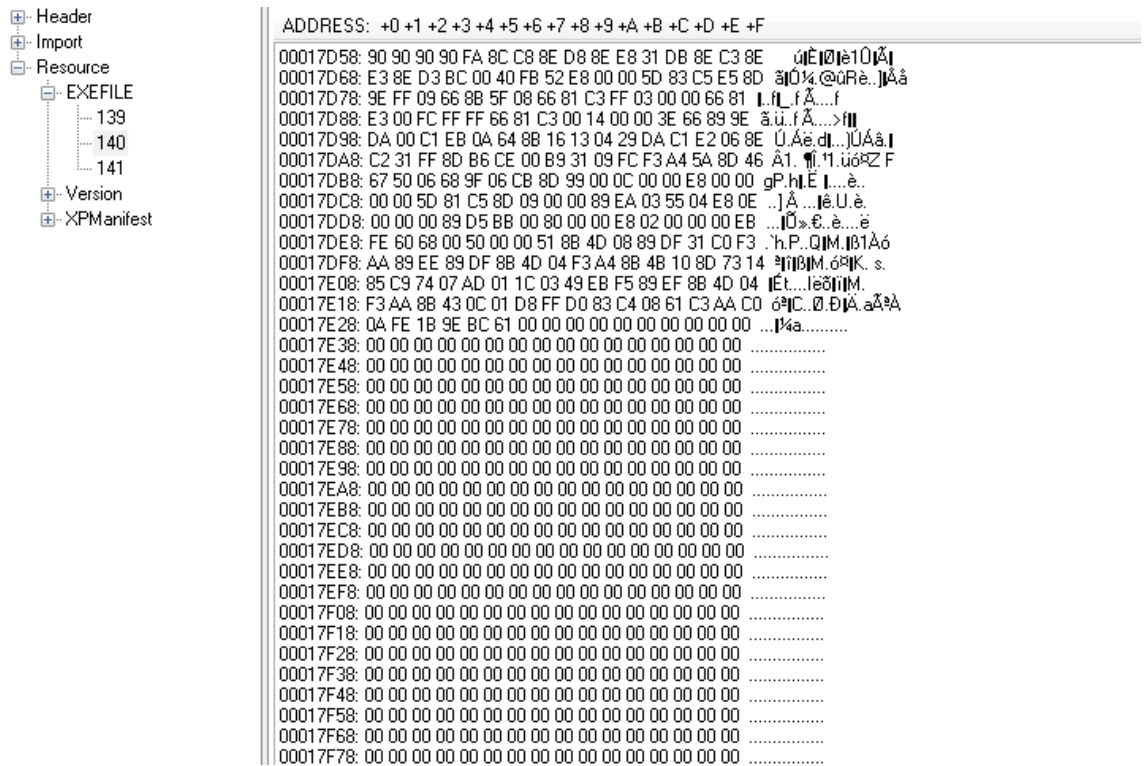 Header
Import
Resource
EXEFILE
139
140
141
Version
XPManifest
ADDRESS: +0 +1 +2 +3 +4 +5 +6 +7 +8 +9 +A +B +C +D +E +F
00017D58: 90 90 90 90 FA 8C C8 8E D8 8E E8 31 DB 8E C3 8E
00017D68: E3 8E D3 BC 00 40 FB 52 E8 00 00 5D 83 C5 E5 8D
00017D78: 9E FF 09 66 8B 5F 08 66 81 C3 FF 03 00 00 66 81
00017D88: E3 00 FC FF FF 66 81 C3 00 14 00 00 3E 66 89 9E
00017D98: DA 00 C1 EB 0A 64 8B 16 13 04 29 DA C1 E2 06 8E
00017DA8: C2 31 FF 8D B6 CE 00 B9 31 09 FC F3 A4 5A 8D 46
00017DB8: 67 50 06 68 9F 06 CB 8D 99 00 0C 00 00 E8 00 00
00017DC8: 00 00 5D 81 C5 8D 09 00 00 89 EA 03 55 04 E8 0E
00017DD8: 00 00 00 89 D5 BB 00 80 00 00 E8 02 00 00 00 EB
00017DE8: FE 60 68 00 50 00 00 51 8B 4D 08 89 DF 31 C0 F3
00017DF8: AA 89 EE 89 DF 8B 4D 04 F3 A4 8B 4B 10 8D 73 14
00017E08: 85 C9 74 07 AD 01 1C 03 49 EB F5 89 EF 8B 4D 04
00017E18: F3 AA 8B 43 0C 01 D8 FF D0 83 C4 08 61 C3 AA C0
00017E28: 0A FE 1B 9E BC 61 00 00 00 00 00 00 00 00 00 00
00017E38: 00 00 00 00 00 00 00 00 00 00 00 00 00 00 00 00 ................
00017E48: 00 00 00 00 00 00 00 00 00 00 00 00 00 00 00 00 ................
00017E58: 00 00 00 00 00 00 00 00 00 00 00 00 00 00 00 00 ................
00017E68: 00 00 00 00 00 00 00 00 00 00 00 00 00 00 00 00 ................
00017E78: 00 00 00 00 00 00 00 00 00 00 00 00 00 00 00 00 ................
00017E88: 00 00 00 00 00 00 00 00 00 00 00 00 00 00 00 00 ................
00017E98: 00 00 00 00 00 00 00 00 00 00 00 00 00 00 00 00 ................
00017EA8: 00 00 00 00 00 00 00 00 00 00 00 00 00 00 00 00 ................
00017EB8: 00 00 00 00 00 00 00 00 00 00 00 00 00 00 00 00 ................
00017EC8: 00 00 00 00 00 00 00 00 00 00 00 00 00 00 00 00 ................
00017ED8: 00 00 00 00 00 00 00 00 00 00 00 00 00 00 00 00 ................
00017EE8: 00 00 00 00 00 00 00 00 00 00 00 00 00 00 00 00 ................
00017EF8: 00 00 00 00 00 00 00 00 00 00 00 00 00 00 00 00 ................
00017F08: 00 00 00 00 00 00 00 00 00 00 00 00 00 00 00 00 ................
00017F18: 00 00 00 00 00 00 00 00 00 00 00 00 00 00 00 00 ................
00017F28: 00 00 00 00 00 00 00 00 00 00 00 00 00 00 00 00 ................
00017F38: 00 00 00 00 00 00 00 00 00 00 00 00 00 00 00 00 ................
00017F48: 00 00 00 00 00 00 00 00 00 00 00 00 00 00 00 00 ................
00017F58: 00 00 00 00 00 00 00 00 00 00 00 00 00 00 00 00 ................
00017F68: 00 00 00 00 00 00 00 00 00 00 00 00 00 00 00 00 ................
00017F78: 00 00 00 00 00 00 00 00 00 00 00 00 00 00 00 00 ................